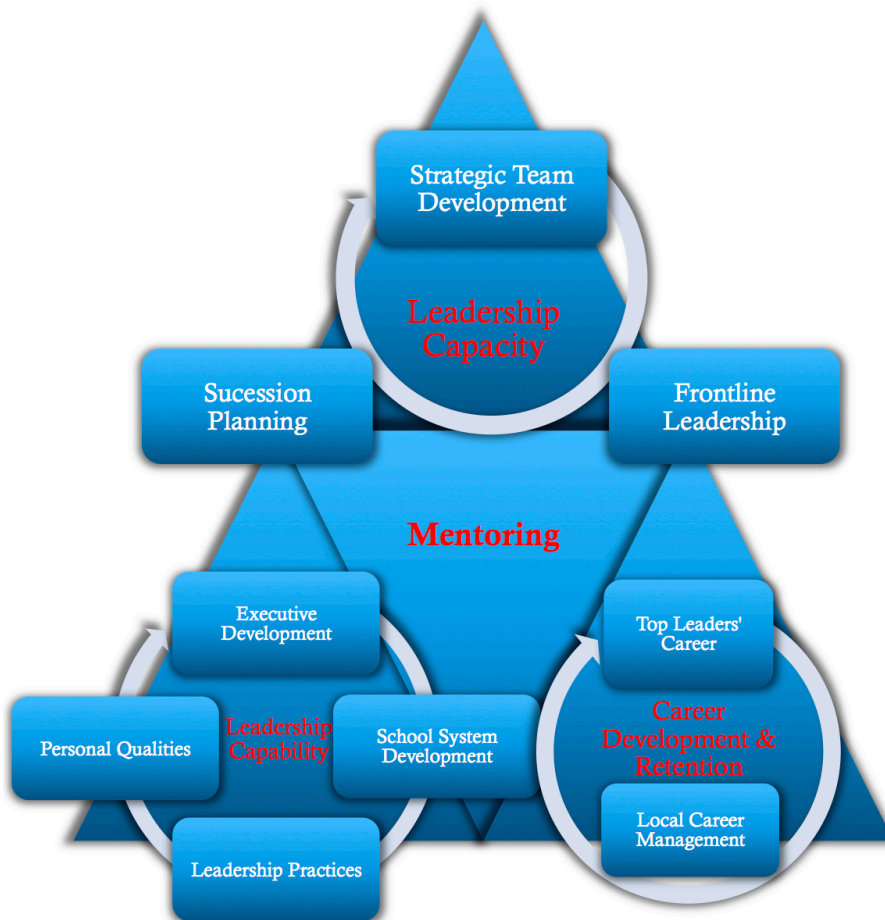 Strategic Team
Development
Leadership
Capacity
Sucession
Planning
Frontline
Leadership
Mentoring
Executive
Development
Personal Qualities
Leadership
Capability
School System
Development
Leadership Practices
Top Leaders'
Career
Career
Development &
Retention
Local Career
Management